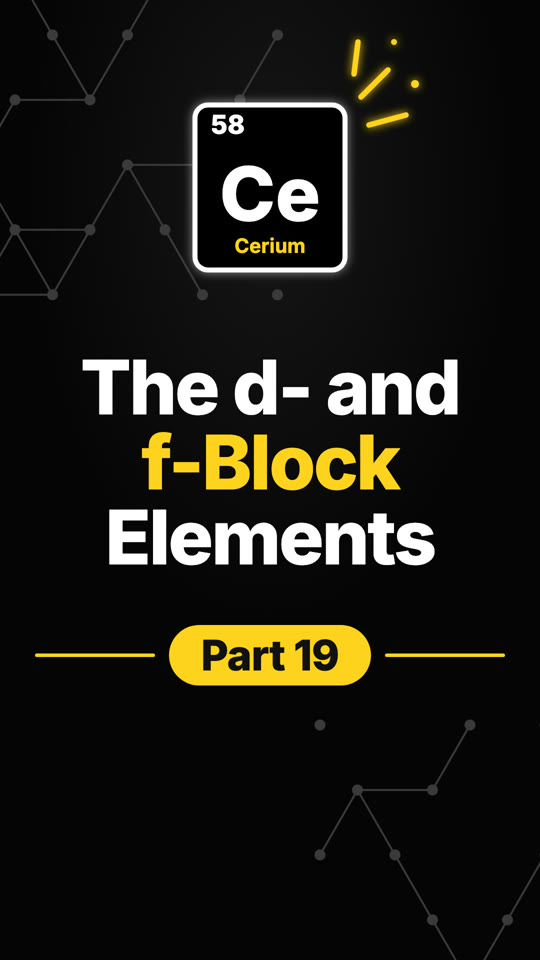 58
Ce
Cerium
The d- and
f-Block
Elements
Part 19